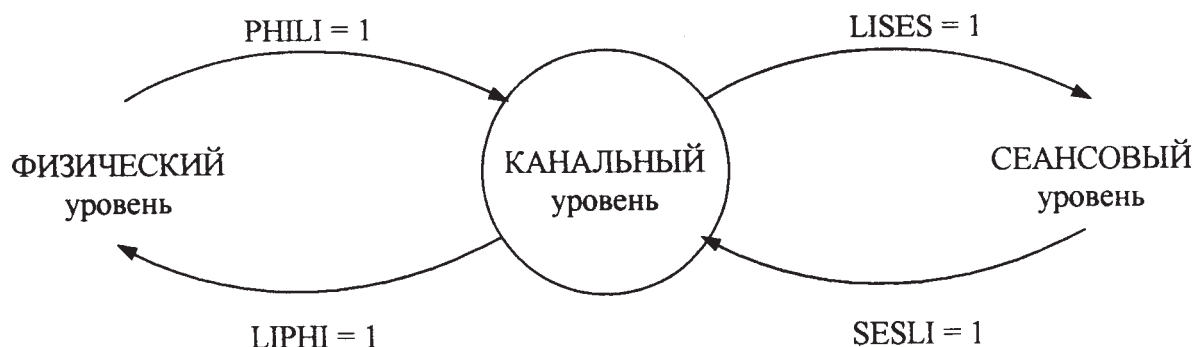 PHILI = 1
LISES = 1
ФИЗИЧЕСКИЙ
уровень
КАНАЛЬНЫЙ
уровень
СЕАНСОВЫЙ
уровень
LIPHI = 1
SESLI = 1